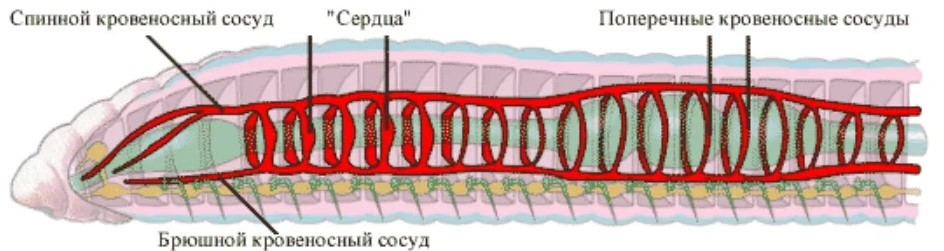 Спинной кровеносный сосуд
"Сердца"
Поперечные кровеносные сосуды
Брюшной кровеносный сосуд